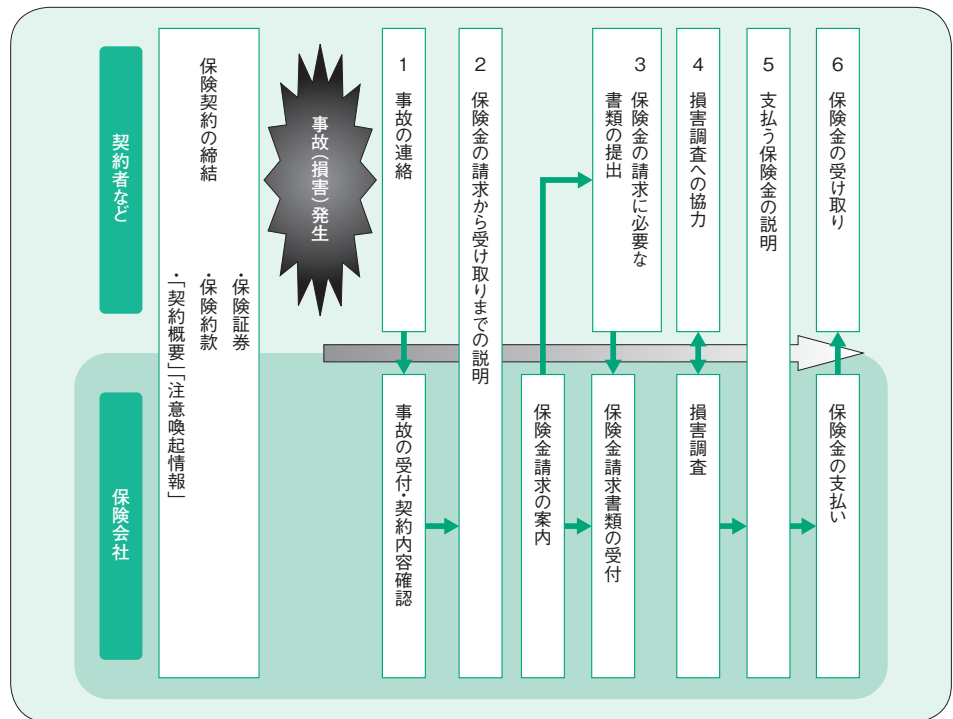 契約者など
保険会社
保険契約の締結
・保険証券
・保険約款
・「契約概要」「注意喚起情報」
事故（損害）発生
1 事故の連絡
事故の受付・契約内容確認
2 保険金の請求から受け取りまでの説明
保険金請求の案内
3 保険金の請求に必要な
書類の提出
保険金請求書類の受付
4 損害調査への協力
損害調査
5 支払う保険金の説明
6 保険金の受け取り
保険金の支払い